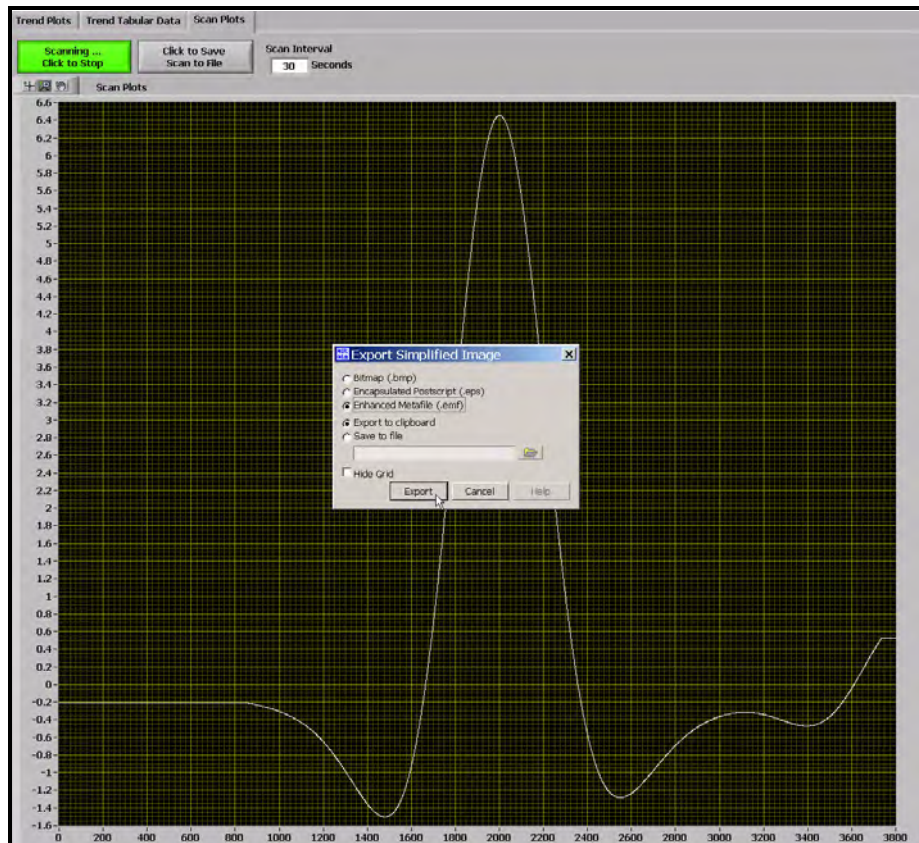 Trend Plots Trend Tabular Data Scan Plots
Scanning ...
Click to Stop
Click to Save
Scan to File
Scan Interval
30 Seconds
Scan Plots
6.6
6.4
6.2
6
5.8
5.6
5.4
5.2
5
4.8
4.6
4.4
4.2
4
3.8
3.6
3.4
3.2
3
2.8
2.6
2.4
2.2
2
1.8
1.6
1.4
1.2
1
0.8
0.6
0.4
0.2
0
-0.2
-0.4
-0.6
-0.8
-1
-1.2
-1.4
-1.6
0 200 400 600 800 1000 1200 1400 1600 1800 2000 2200 2400 2600 2800 3000 3200 3400 3600 3800
Export Simplified Image
Bitmap (.bmp)
Encapsulated Postscript (.eps)
Enhanced Metafile (.emf)
Export to clipboard
Save to file
Hide Grid
Export Cancel Help